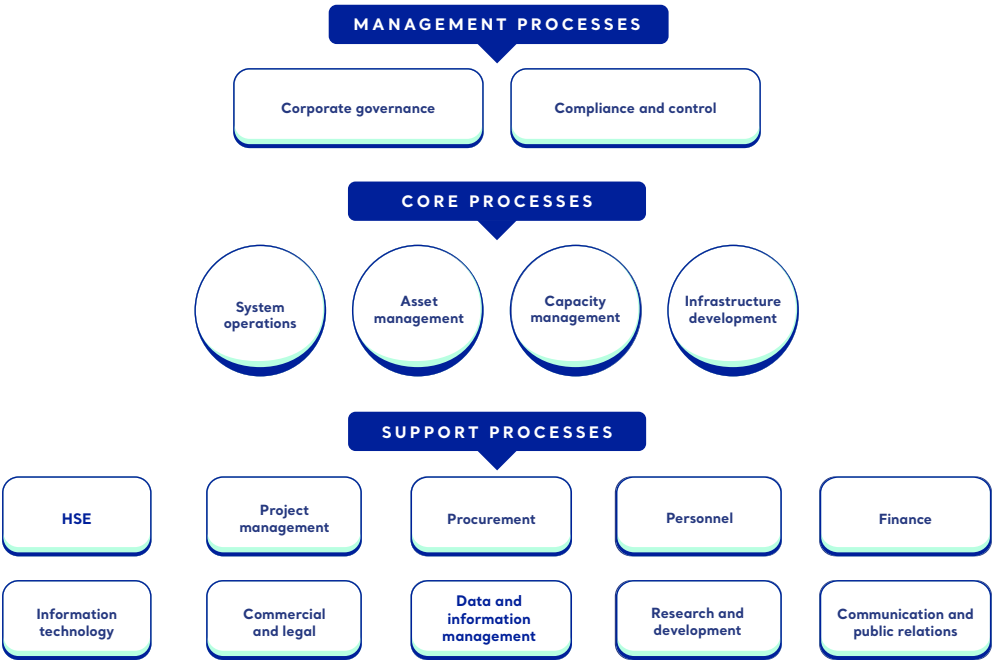 MANAGEMENT PROCESSES
Corporate governance
Compliance and control
CORE PROCESSES
System
operations
Asset
management
Capacity
management
Infrastructure
development
SUPPORT PROCESSES
HSE
Project
management
Procurement
Personnel
Finance
Information
technology
Commercial
and legal
Data and
information
management
Research and
development
Communication and
public relations